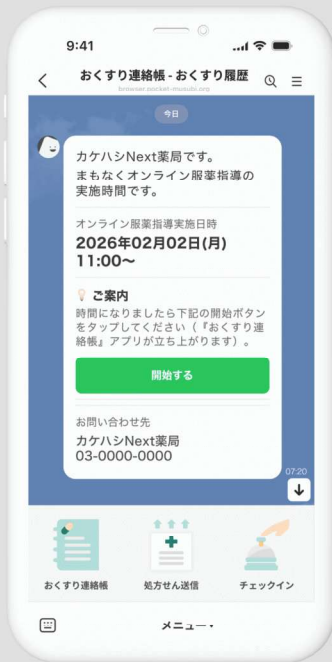 9:41
おくすり連絡帳 - おくすり履歴
browser.pocket-musubi.org
今日
カケハシNext薬局です。
まもなくオンライン服薬指導の
実施時間です。
オンライン服薬指導実施日時
2026年02月02日(月)
11:00〜
ご案内
時間になりましたら下記の開始ボタン
をタップしてください（『おくすり連
絡帳』アプリが立ち上がります）。
開始する
お問い合わせ先
カケハシNext薬局
03-0000-0000
07:20
おくすり連絡帳
処方せん送信
チェックイン
メニュー